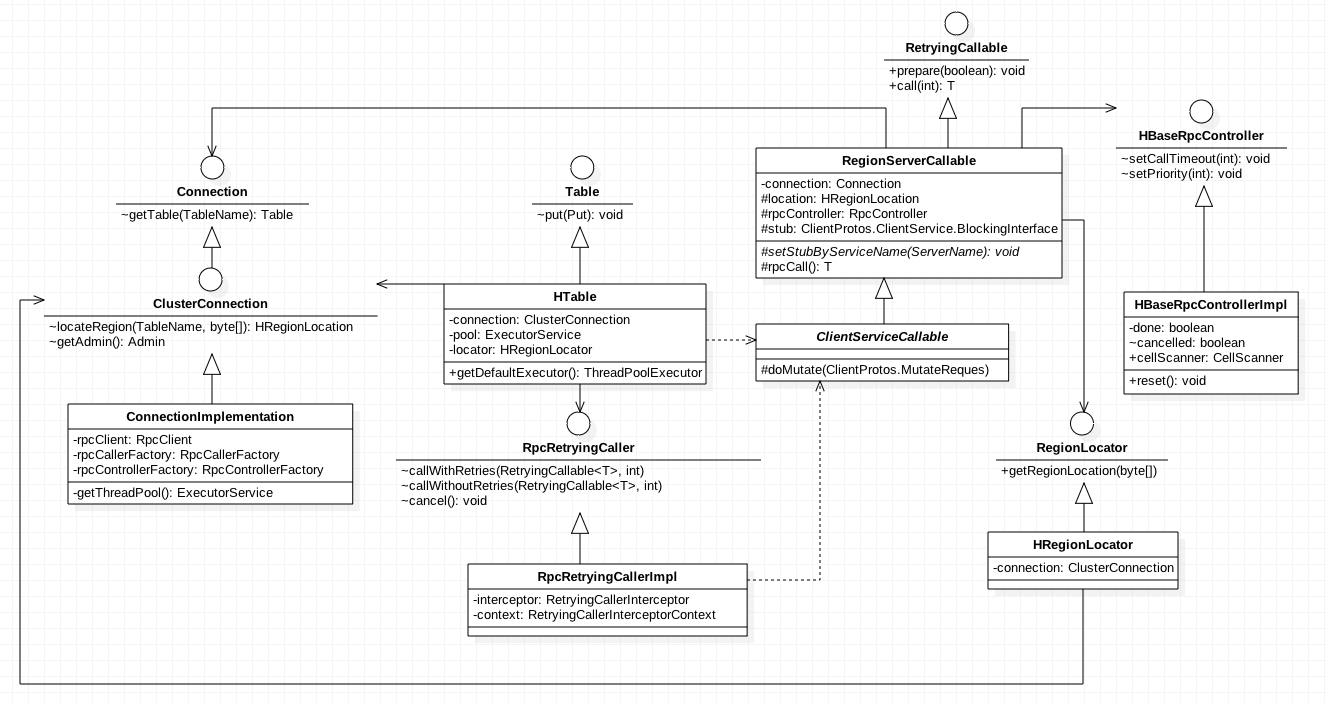 RetryingCallable
+prepare(boolean): void
+call(int): T
HBaseRpcController
~setCallTimeout(int): void
~setPriority(int): void
Connection
~getTable(TableName): Table
Table
~put(Put): void
RegionServerCallable
-connection: Connection
#location: HRegionLocation
#rpcController: RpcController
#stub: ClientProtos.ClientService.BlockingInterface
#setStubByServiceName(ServerName): void
#rpcCall(): T
ClusterConnection
~locateRegion(TableName, byte[]): HRegionLocation
~getAdmin(): Admin
HTable
-connection: ClusterConnection
-pool: ExecutorService
-locator: HRegionLocator
+getDefaultExecutor(): ThreadPoolExecutor
ClientServiceCallable
#doMutate(ClientProtos.MutateReques)
HBaseRpcControllerImpl
-done: boolean
~cancelled: boolean
+cellScanner: CellScanner
+reset(): void
ConnectionImplementation
-rpcClient: RpcClient
-rpcCallerFactory: RpcCallerFactory
-rpcControllerFactory: RpcControllerFactory
-getThreadPool(): ExecutorService
RpcRetryingCaller
~callWithRetries(RetryingCallable<T>, int)
~callWithoutRetries(RetryingCallable<T>, int)
~cancel(): void
RegionLocator
+getRegionLocation(byte[])
HRegionLocator
-connection: ClusterConnection
RpcRetryingCallerImpl
-interceptor: RetryingCallerInterceptor
-context: RetryingCallerInterceptorContext